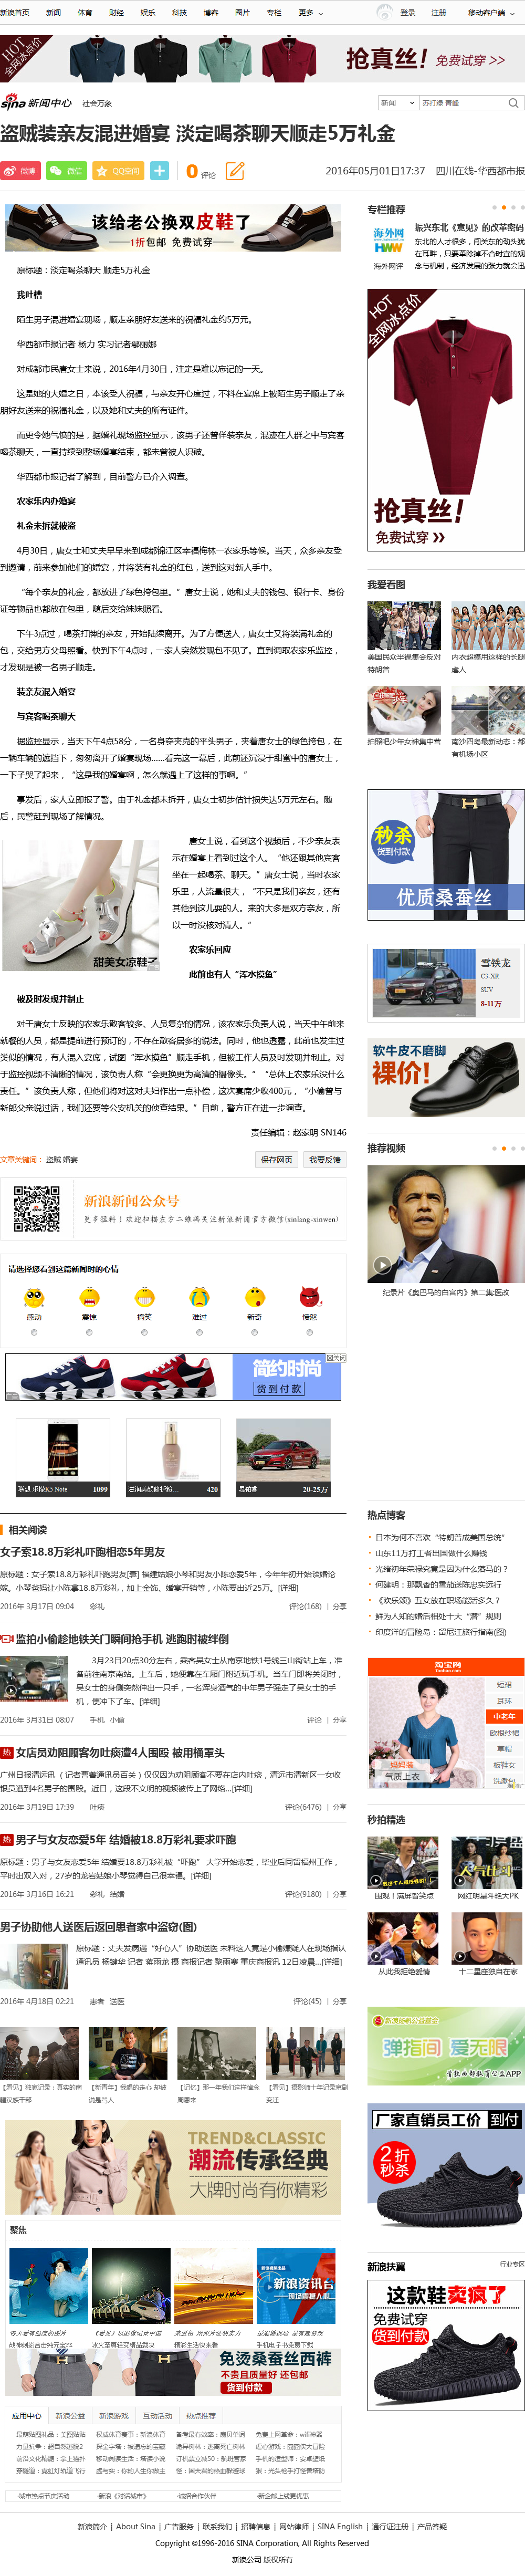 新浪首页 新闻 体育 财经 娱乐 科技 博客 图片 专栏 更多 登录 注册 移动客户端
HOT 全网冰点价
抢真丝! 免费试穿 >>
sina 新闻中心 社会万象 新闻 苏打绿 青峰
盗贼装亲友混进婚宴 淡定喝茶聊天顺走5万礼金
微博 微信 QQ空间 0 评论 2016年05月01日17:37 四川在线-华西都市报
该给老公换双皮鞋了
1折包邮 免费试穿
原标题：淡定喝茶聊天 顺走5万礼金
我吐槽
陌生男子混进婚宴现场，顺走亲朋好友送来的祝福礼金约5万元。
华西都市报记者 杨力 实习记者鄢丽娜
对成都市民唐女士来说，2016年4月30日，注定是难以忘记的一天。
这是她的大婚之日，本该受人祝福，与亲友开心度过，不料在宴席上被陌生男子顺走了亲
朋好友送来的祝福礼金，以及她和丈夫的所有证件。
而更令她气愤的是，据婚礼现场监控显示，该男子还曾佯装亲友，混迹在人群之中与宾客
喝茶聊天，一直持续到整场婚宴结束，都未曾被人识破。
华西都市报记者了解到，目前警方已介入调查。
农家乐内办婚宴
礼金未拆就被盗
4月30日，唐女士和丈夫早早来到成都锦江区幸福梅林一农家乐等候。当天，众多亲友受
到邀请，前来参加他们的婚宴，并将装有礼金的红包，送到这对新人手中。
“每个亲友的礼金，都放进了绿色挎包里。”唐女士说，她和丈夫的钱包、银行卡、身份
证等物品也都放在包里，随后交给妹妹照看。
下午3点过，喝茶打牌的亲友，开始陆续离开。为了方便送人，唐女士又将装满礼金的
包，交给男方父母照看。快到下午4点时，一家人突然发现包不见了。直到调取农家乐监控，
才发现是被一名男子顺走。
装亲友混入婚宴
与宾客喝茶聊天
据监控显示，当天下午4点58分，一名身穿夹克的平头男子，夹着唐女士的绿色挎包，在
一辆车辆的遮挡下，匆匆离开了婚宴现场……看完这一幕后，此前还沉浸于甜蜜中的唐女士，
一下子哭了起来，“这是我的婚宴啊，怎么就遇上了这样的事啊。”
事发后，家人立即报了警。由于礼金都未拆开，唐女士初步估计损失达5万元左右。随
后，民警赶到现场了解情况。
唐女士说，看到这个视频后，不少亲友表
示在婚宴上看到过这个人。“他还跟其他宾客
坐在一起喝茶、聊天。”唐女士说，当时农家
乐里，人流量很大，“不只是我们亲友，还有
其他到这儿耍的人。来的大多是双方亲友，所
以一时没核对清人。”
甜美女凉鞋子
农家乐回应
此前也有人“浑水摸鱼”
被及时发现并制止
对于唐女士反映的农家乐散客较多、人员复杂的情况，该农家乐负责人说，当天中午前来
就餐的人员，都是提前进行预订的，不存在散客居多的说法。同时，他也透露，此前也发生过
类似的情况，有人混入宴席，试图“浑水摸鱼”顺走手机，但被工作人员及时发现并制止。对
于监控视频不清晰的情况，该负责人称“会更换更为高清的摄像头。”“总体上农家乐没什么
责任。”该负责人称，但他们将对这对夫妇作出一点补偿，这次宴席少收400元，“小偷曾与
新郎父亲说过话，我们还要等公安机关的侦查结果。”目前，警方正在进一步调查。
责任编辑：赵家明 SN146
文章关键词： 盗贼 婚宴 保存网页 我要反馈
新浪新闻公众号
更多猛料！欢迎扫描左方二维码关注新浪新闻官方微信(xinlang-xinwen)
请选择您看到这篇新闻时的心情
感动 震惊 搞笑 难过 新奇 愤怒
简约时尚 货到付款 关闭
联想 乐檬K3 Note 1099 滋润美颜修护粉… 420 思铂睿 20-25万
相关阅读
女子索18.8万彩礼吓跑相恋5年男友
原标题：女子索18.8万彩礼吓跑男友[衰] 福建姑娘小琴和男友小陈恋爱5年，今年年初开始谈婚论
嫁。小琴爸妈让小陈拿18.8万彩礼，加上金饰、婚宴开销等，小陈要出近25万。[详细]
2016年 3月17日 09:04 彩礼 评论(168) | 分享
监拍小偷趁地铁关门瞬间抢手机 逃跑时被绊倒
3月23日20点30分左右，乘客吴女士从南京地铁1号线三山街站上车，准
备前往南京南站。上车后，她便靠在车厢门附近玩手机。当车门即将关闭时，
吴女士的身侧突然伸出一只手，一名浑身酒气的中年男子强走了吴女士的手
机，便冲下了车。[详细]
2016年 3月31日 08:07 手机 小偷 评论 | 分享
热 女店员劝阻顾客勿吐痰遭4人围殴 被用桶罩头
广州日报清远讯 （记者曹菁通讯员百关）仅仅因为劝阻顾客不要在店内吐痰，清远市清新区一女收
银员遭到4名男子的围殴。近日，这段不文明的视频被传上了网络...[详细]
2016年 3月19日 17:39 吐痰 评论(6476) | 分享
热 男子与女友恋爱5年 结婚被18.8万彩礼要求吓跑
原标题：男子与女友恋爱5年 结婚要18.8万彩礼被“吓跑” 大学开始恋爱，毕业后同留福州工作，
平时出双入对，27岁的龙岩姑娘小琴觉得自己很幸福。[详细]
2016年 3月16日 16:21 彩礼 结婚 评论(9180) | 分享
男子协助他人送医后返回患者家中盗窃(图)
原标题：丈夫发病遇“好心人”协助送医 未料这人竟是小偷嫌疑人在现场指认
通讯员 杨键华 记者 蒋雨龙 摄 商报记者 黎雨寒 重庆商报讯 12日凌晨...[详细]
2016年 4月18日 02:21 患者 送医 评论(45) | 分享
TREND&CLASSIC
潮流传承经典
大牌时尚有你精彩
聚焦
新浪资讯台
免烫桑蚕丝西裤
不贵且质量好 还包邮
货到付款
应用中心 新浪公益 新浪游戏 互动活动 热点推荐
专栏推荐
海外网 HWW 海外网评
振兴东北《意见》的改革密码
东北的人才很多，闯关东的劲头犹
在耳畔，只要革除掉不合时宜的观
念与机制，经济发展的张力就会迅
HOT 全网冰点价
抢真丝!
免费试穿
我爱看图
美国民众半裸集会反对
特朗普
内衣超模用这样的长腿
虐人
拍照吧少年女神集中营
南沙四岛最新动态：都
有机场小区
秒杀 货到付款
优质桑蚕丝
雪铁龙
C3-XR
SUV
8-11万
软牛皮不磨脚
裸价!
推荐视频
纪录片《奥巴马的白宫内》第二集:医改
热点博客
日本为何不喜欢“特朗普成美国总统”
山东11万打工者出国做什么赚钱
光绪初年荣禄究竟是因为什么落马的？
何建明：那飘香的雪茄送陈忠实远行
《欢乐颂》五女放在职场能活多久？
鲜为人知的婚后相处十大“潜”规则
印度洋的冒险岛：留尼汪旅行指南(图)
淘宝网
Taobao.com
短裙
耳环
中老年
欧模纱裙
草帽
板鞋女
洗漱包
妈妈装
气质上衣
秒拍精选
围观！满屏皆笑点 网红明星斗艳大PK
从此我拒绝爱情 十二星座独自在家
新浪扬帆公益基金
弹指间 爱无限
首款西部教育公益APP
厂家直销员工价 到付
2折秒杀
新浪扶翼 行业专区
这款鞋卖疯了
免费试穿
货到付款
新浪简介 | About Sina | 广告服务 | 联系我们 | 招聘信息 | 网站律师 | SINA English | 通行证注册 | 产品答疑
Copyright ©1996-2016 SINA Corporation, All Rights Reserved
新浪公司 版权所有